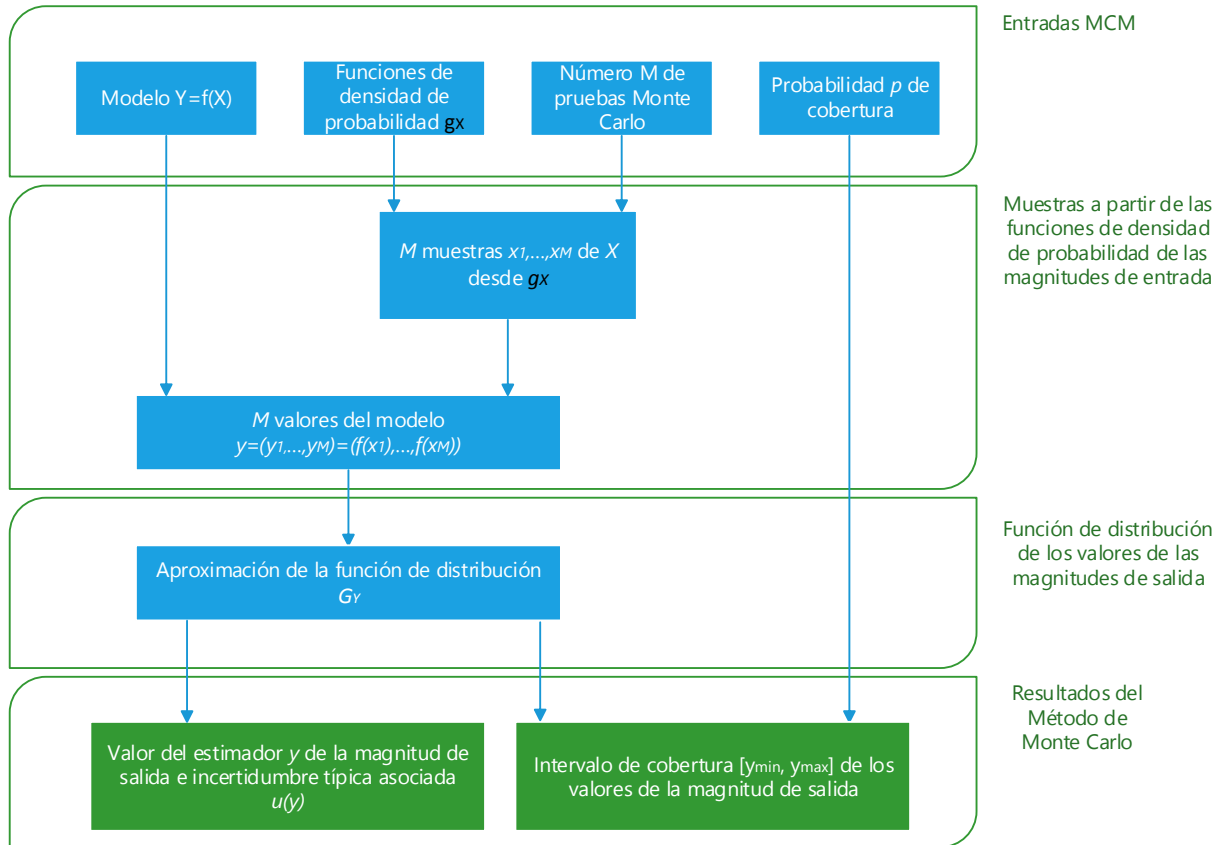 Entradas MCM
Modelo Y=f(X)
Funciones de
densidad de
probabilidad gx
Número M de
pruebas Monte
Carlo
Probabilidad p de
cobertura
Muestras a partir de las
funciones de densidad
de probabilidad de las
magnitudes de entrada
M muestras x1,...,xM de X
desde gx
M valores del modelo
y=(y1,...,yM)=(f(x1),...,f(xM))
Función de distribución
de los valores de las
magnitudes de salida
Aproximación de la función de distribución
GY
Resultados del
Método de
Monte Carlo
Valor del estimador y de la magnitud de
salida e incertidumbre típica asociada
u(y)
Intervalo de cobertura [ymin, ymax] de los
valores de la magnitud de salida